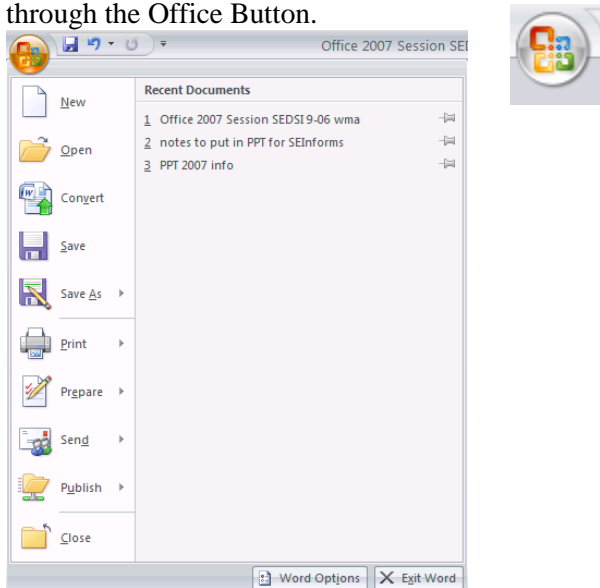 through the Office Button.
Office 2007 Session SED
Recent Documents
New
1 Office 2007 Session SEDSI 9-06 wma
Open
2 notes to put in PPT for SEInforms
3 PPT 2007 info
Convert
Save
Save As
Print
Prepare
Send
Publish
Close
Word Options
Exit Word